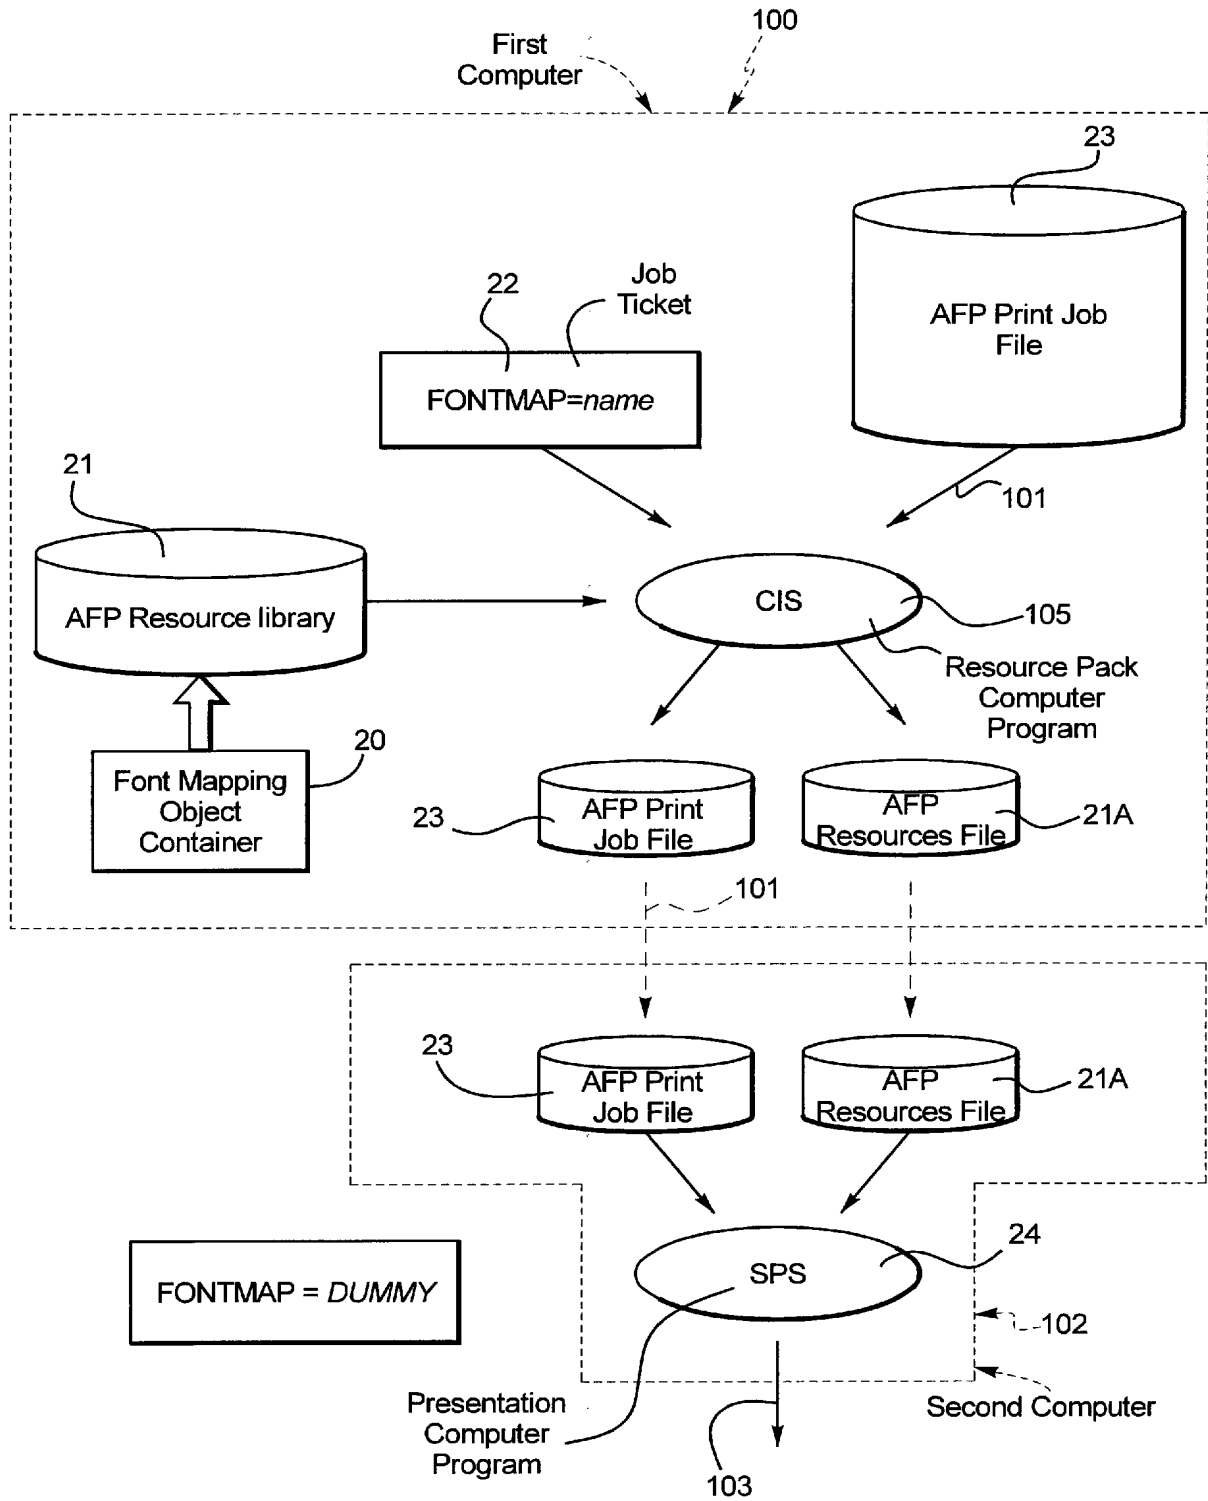 100
First
Computer
23
Job
Ticket
22
AFP Print Job
File
FONTMAP=name
21
101
AFP Resource library
CIS
105
Resource Pack
Computer
Program
20
Font Mapping
Object
Container
23
AFP Print
Job File
AFP
Resources File
21A
101
23
AFP Print
Job File
AFP
Resources File
21A
24
SPS
FONTMAP = DUMMY
102
Presentation
Computer
Program
Second Computer
103